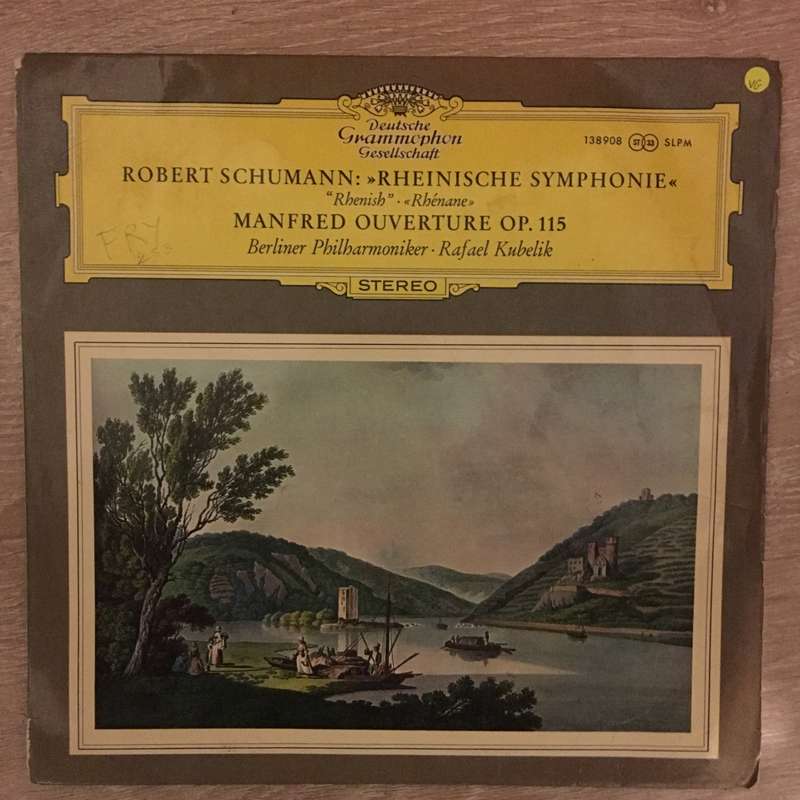 VG
Deutsche
Grammophon
Gesellschaft
138908 ST 33 SLPM
ROBERT SCHUMANN: »RHEINISCHE SYMPHONIE«
“Rhenish” · «Rhénane»
MANFRED OUVERTURE OP. 115
Berliner Philharmoniker · Rafael Kubelik
FRY
STEREO